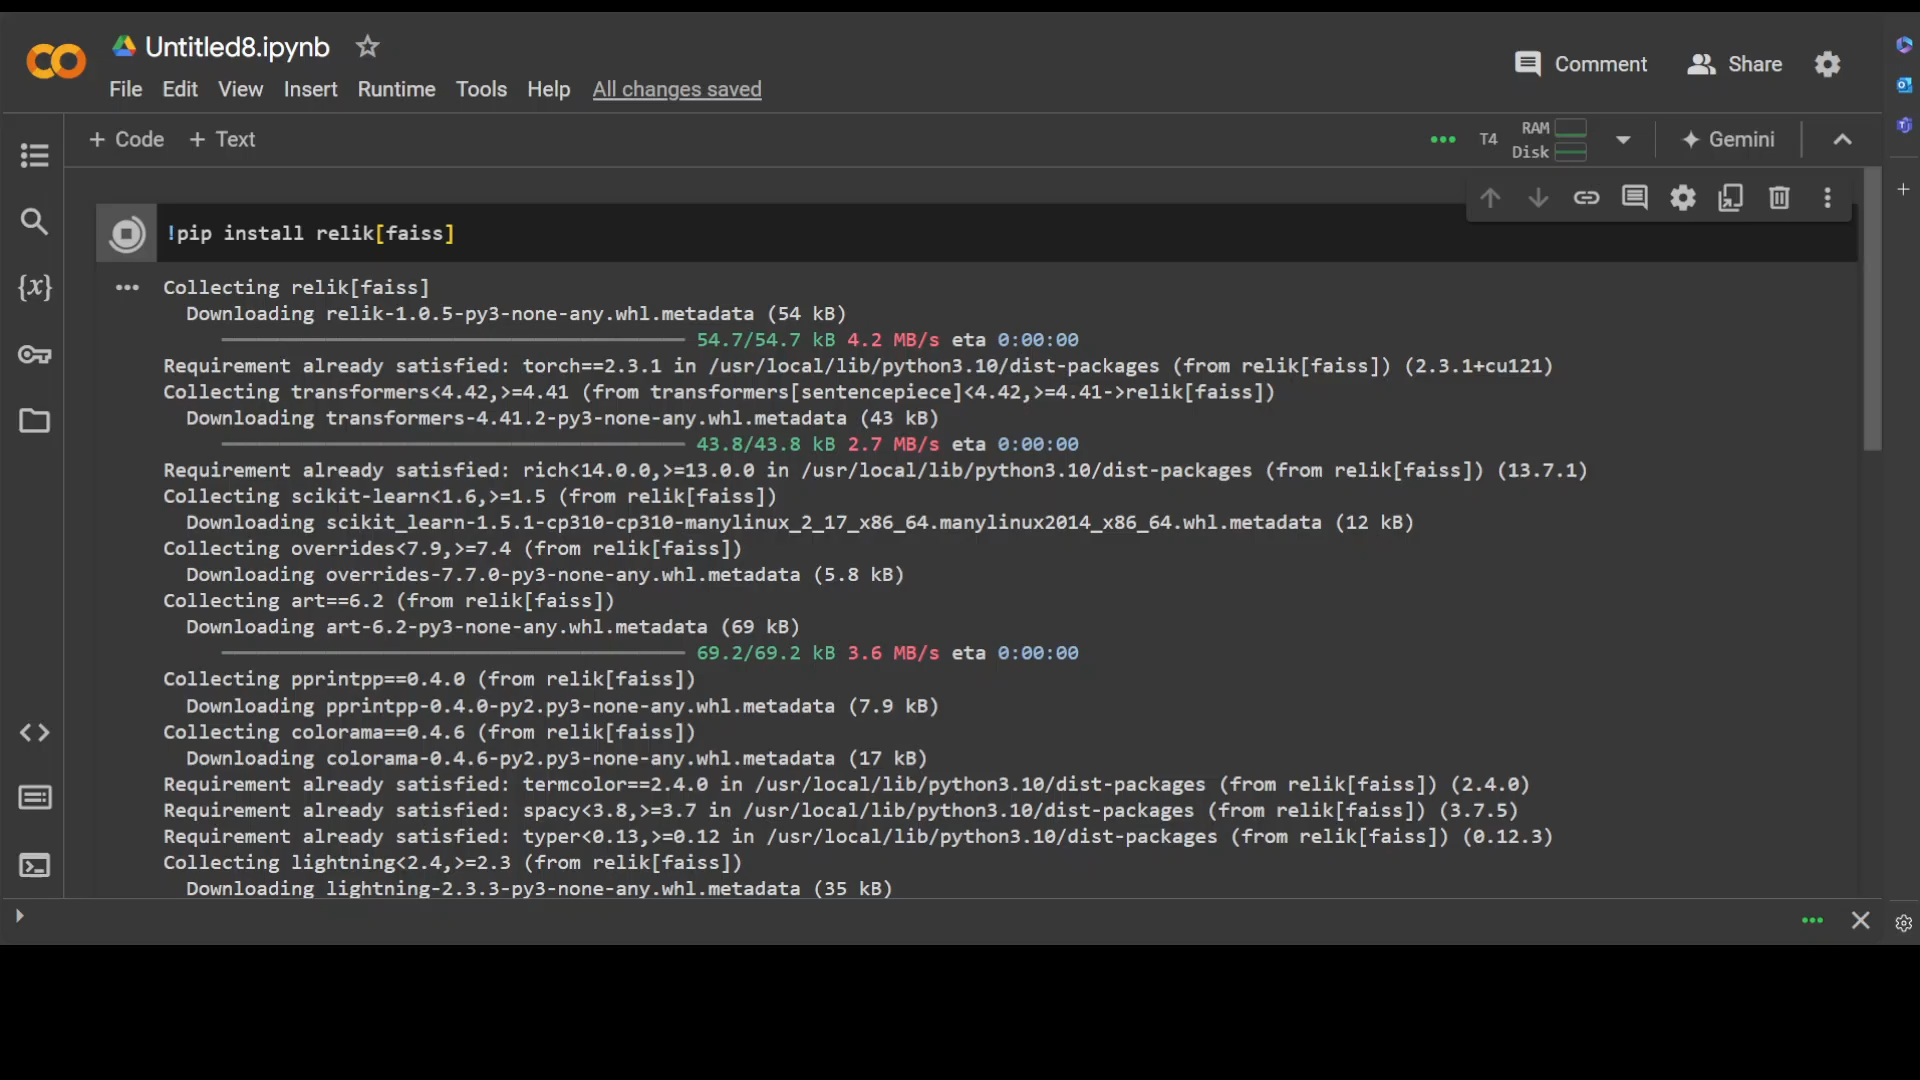 Untitled8.ipynb
File Edit View Insert Runtime Tools Help All changes saved
Comment Share
+ Code + Text
T4 RAM Disk Gemini
!pip install relik[faiss]
Collecting relik[faiss]
Downloading relik-1.0.5-py3-none-any.whl.metadata (54 kB)
54.7/54.7 kB 4.2 MB/s eta 0:00:00
Requirement already satisfied: torch==2.3.1 in /usr/local/lib/python3.10/dist-packages (from relik[faiss]) (2.3.1+cu121)
Collecting transformers<4.42,>=4.41 (from transformers[sentencepiece]<4.42,>=4.41->relik[faiss])
Downloading transformers-4.41.2-py3-none-any.whl.metadata (43 kB)
43.8/43.8 kB 2.7 MB/s eta 0:00:00
Requirement already satisfied: rich<14.0.0,>=13.0.0 in /usr/local/lib/python3.10/dist-packages (from relik[faiss]) (13.7.1)
Collecting scikit-learn<1.6,>=1.5 (from relik[faiss])
Downloading scikit_learn-1.5.1-cp310-cp310-manylinux_2_17_x86_64.manylinux2014_x86_64.whl.metadata (12 kB)
Collecting overrides<7.9,>=7.4 (from relik[faiss])
Downloading overrides-7.7.0-py3-none-any.whl.metadata (5.8 kB)
Collecting art==6.2 (from relik[faiss])
Downloading art-6.2-py3-none-any.whl.metadata (69 kB)
69.2/69.2 kB 3.6 MB/s eta 0:00:00
Collecting pprintpp==0.4.0 (from relik[faiss])
Downloading pprintpp-0.4.0-py2.py3-none-any.whl.metadata (7.9 kB)
Collecting colorama==0.4.6 (from relik[faiss])
Downloading colorama-0.4.6-py2.py3-none-any.whl.metadata (17 kB)
Requirement already satisfied: termcolor==2.4.0 in /usr/local/lib/python3.10/dist-packages (from relik[faiss]) (2.4.0)
Requirement already satisfied: spacy<3.8,>=3.7 in /usr/local/lib/python3.10/dist-packages (from relik[faiss]) (3.7.5)
Requirement already satisfied: typer<0.13,>=0.12 in /usr/local/lib/python3.10/dist-packages (from relik[faiss]) (0.12.3)
Collecting lightning<2.4,>=2.3 (from relik[faiss])
Downloading lightning-2.3.3-py3-none-any.whl.metadata (35 kB)